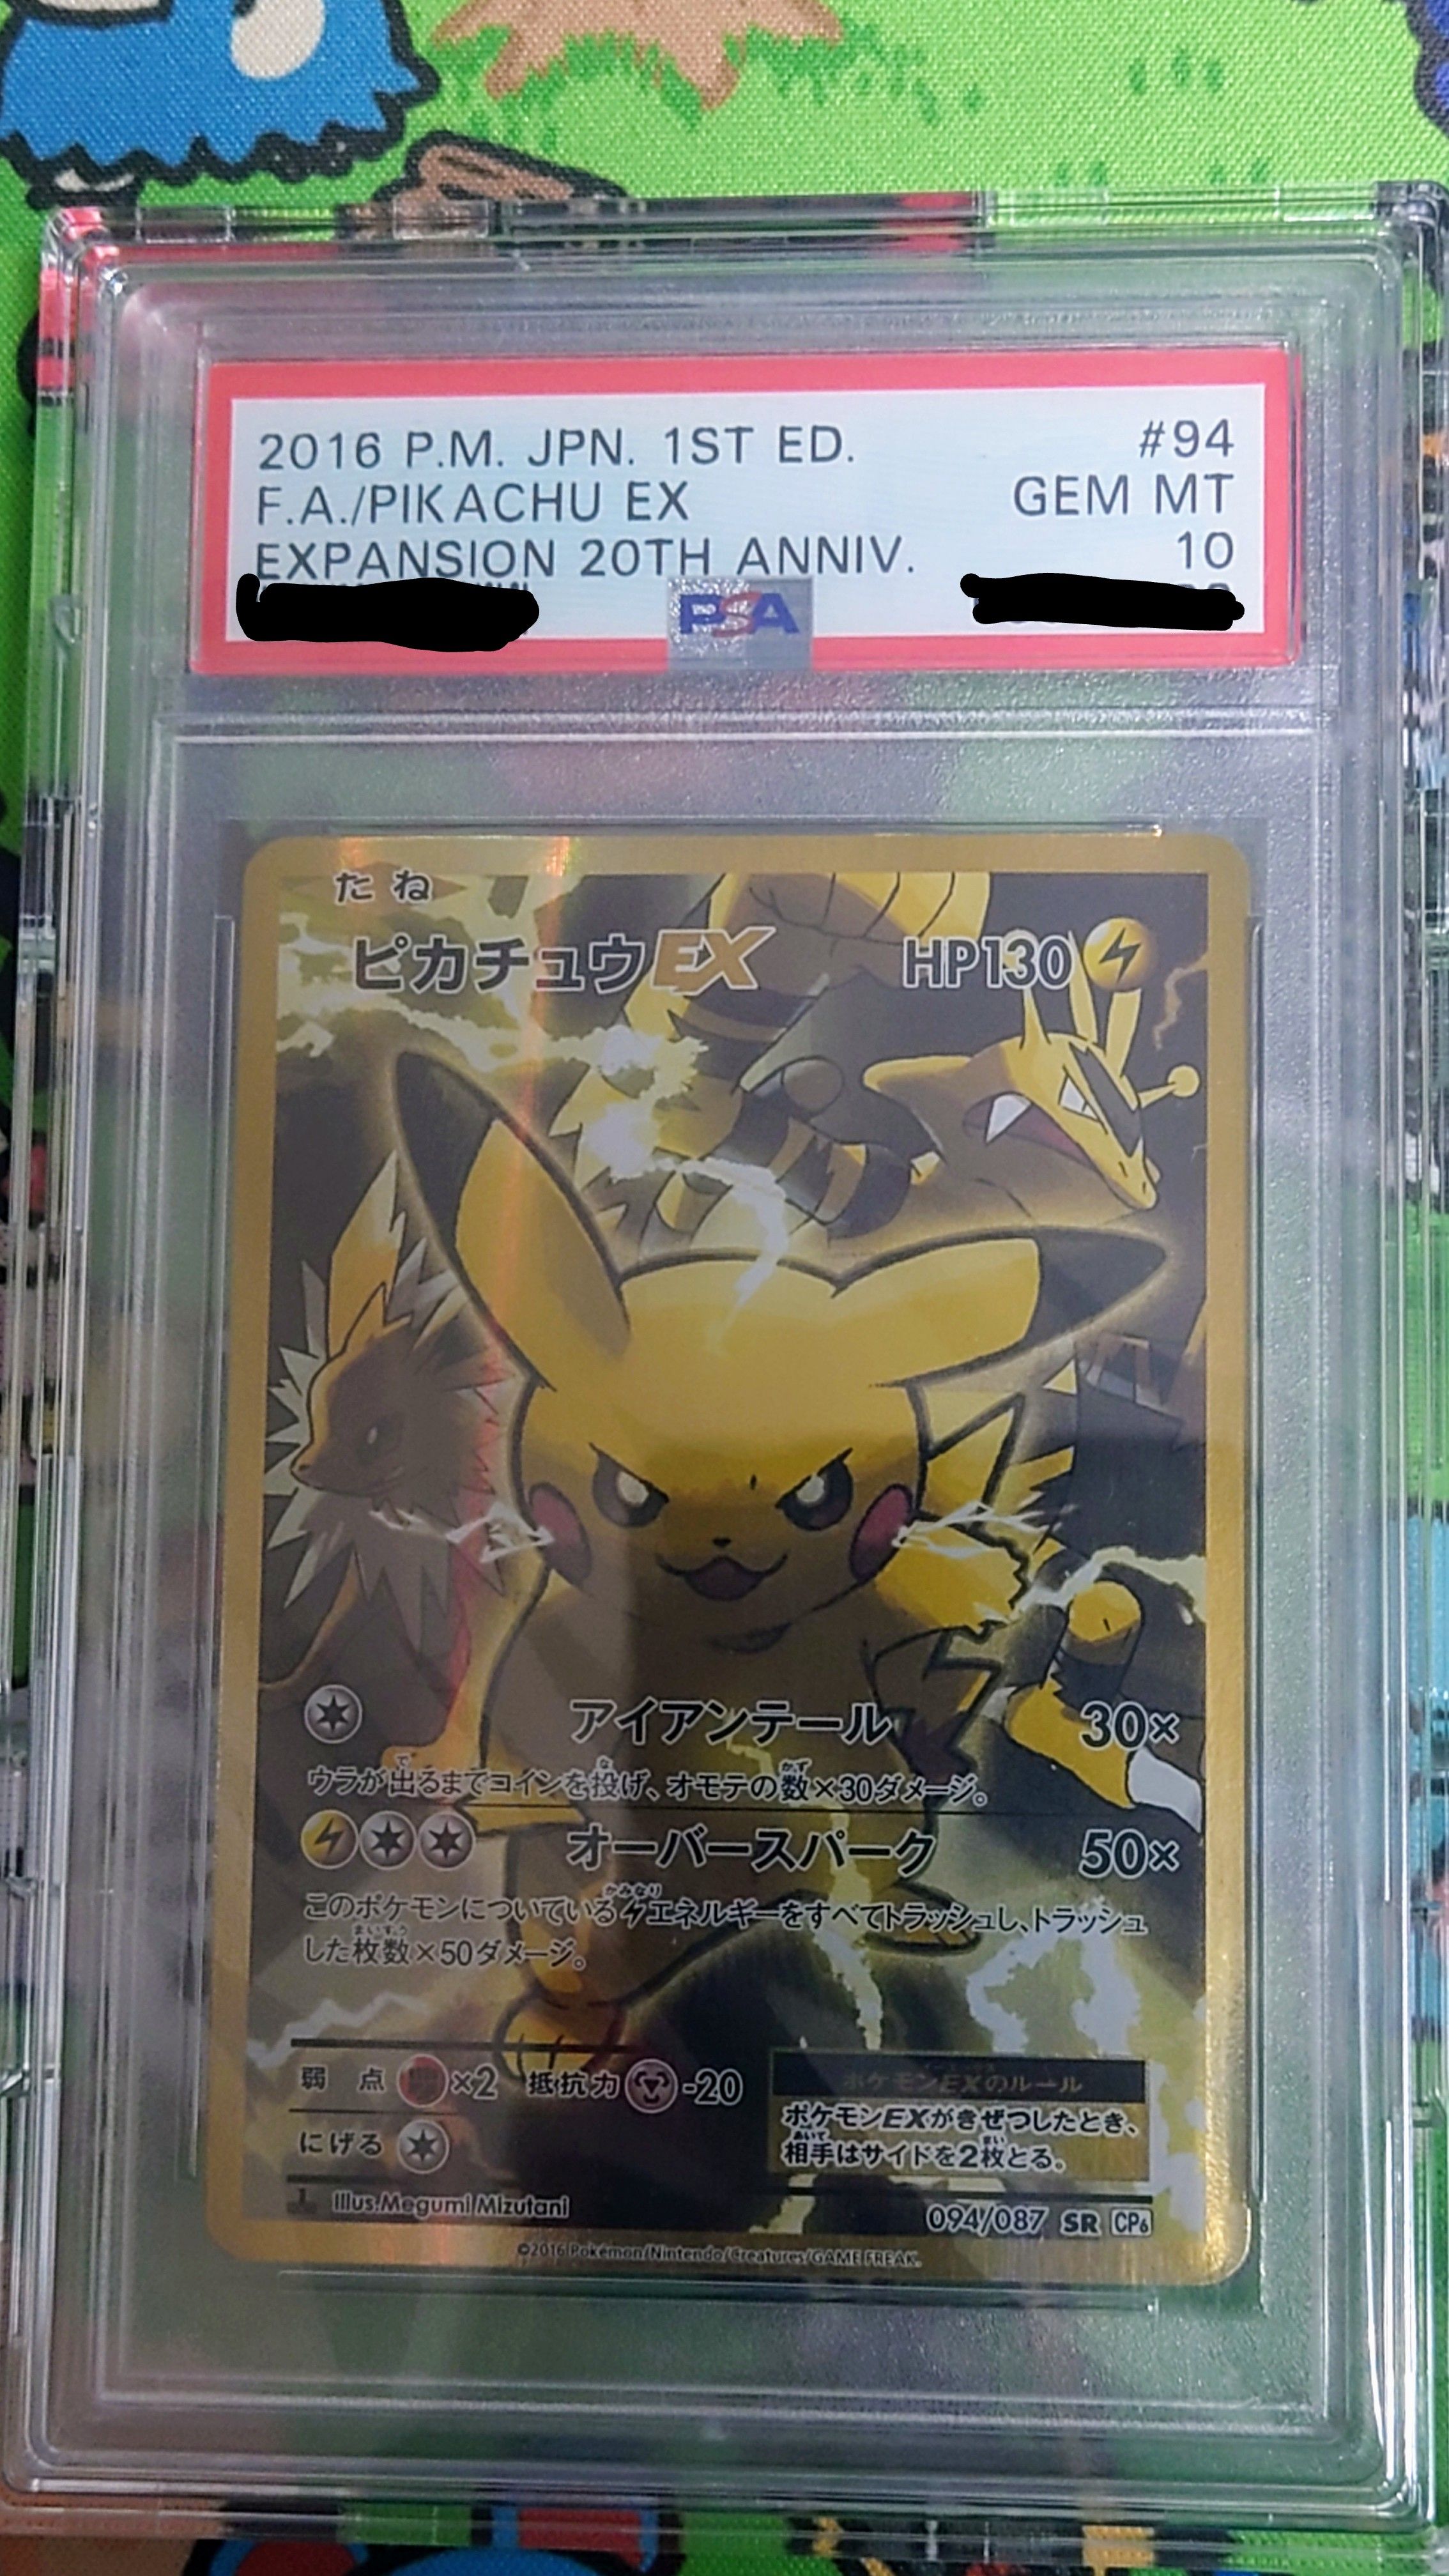 2016 P.M. JPN. 1ST ED. #94
F.A./PIKACHU EX GEM MT
EXPANSION 20TH ANNIV. 10
PSA
たね
ピカチュウEX HP130
アイアンテール 30×
ウラが出るまでコインを投げ、オモテの数×30ダメージ。
オーバースパーク 50×
このポケモンについているエネルギーをすべてトラッシュし、トラッシュ
した枚数×50ダメージ。
弱点 ×2 抵抗力 -20
ポケモンEXのルール
ポケモンEXがきぜつしたとき、
相手はサイドを2枚とる。
にげる
Illus.Megumi Mizutani
094/087 SR CP6
©2016 Pokémon/Nintendo/Creatures/GAME FREAK.